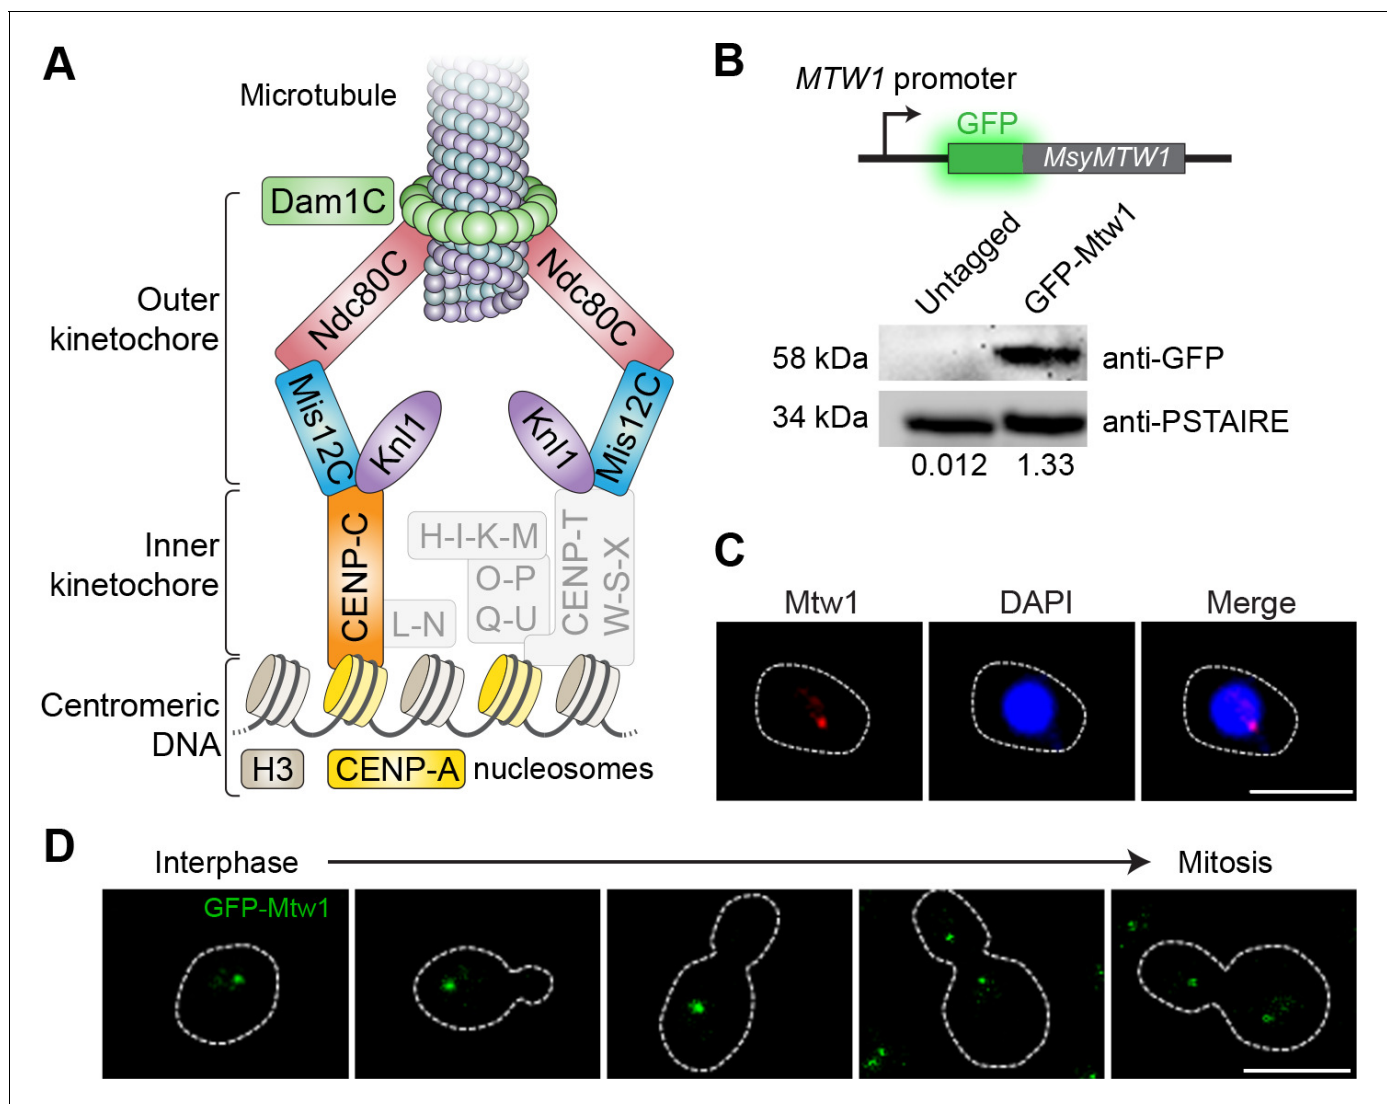 A
Microtubule
Dam1C
Ndc80C
Ndc80C
Outer
kinetochore
Mis12C
Knl1
Knl1
Mis12C
Inner
kinetochore
CENP-C
H-I-K-M
O-P
Q-U
L-N
CENP-T
W-S-X
Centromeric
DNA
H3
CENP-A
nucleosomes
B
MTW1 promoter
GFP
MsyMTW1
Untagged
GFP-Mtw1
58 kDa
anti-GFP
34 kDa
anti-PSTAIRE
0.012
1.33
C
Mtw1
DAPI
Merge
D
Interphase
Mitosis
GFP-Mtw1